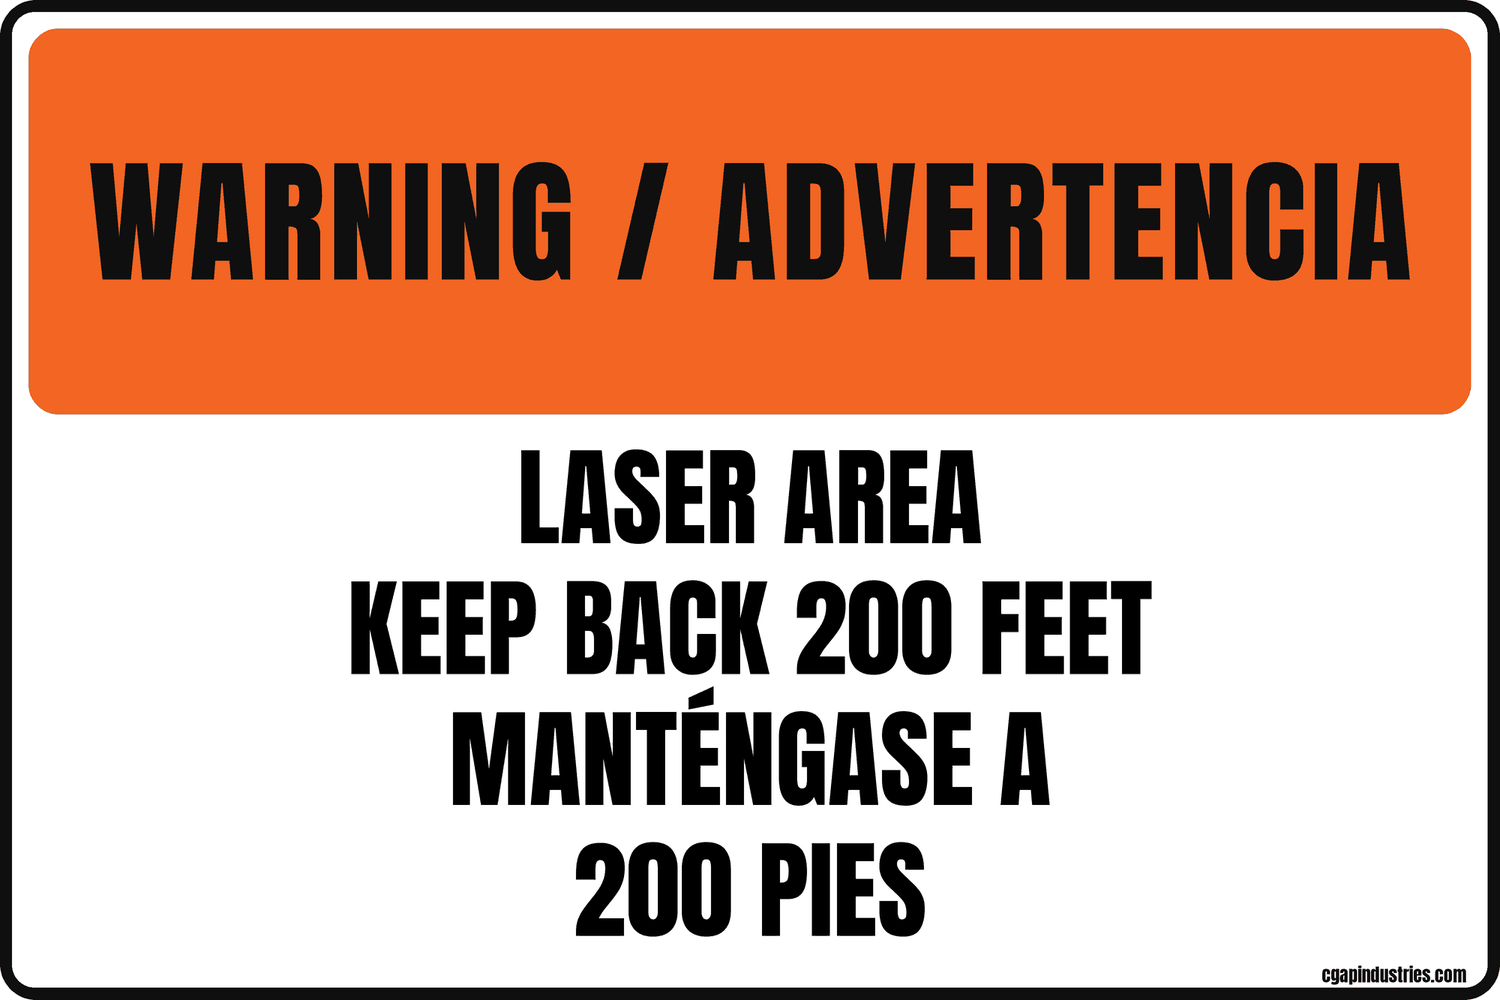 WARNING / ADVERTENCIA
LASER AREA
KEEP BACK 200 FEET
MANTÉNGASE A
200 PIES
cgapindustries.com